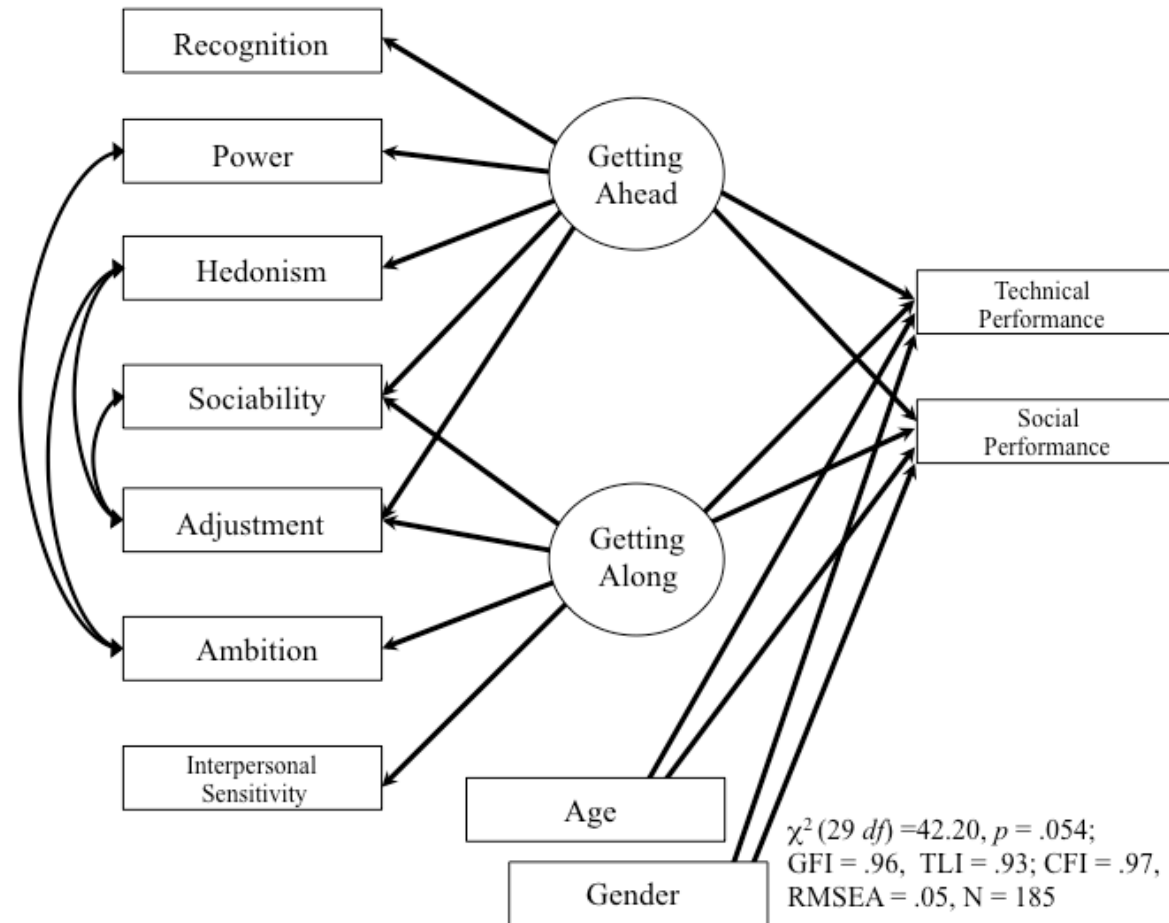 Recognition
Power
Hedonism
Sociability
Adjustment
Ambition
Interpersonal
Sensitivity
Getting
Ahead
Getting
Along
Technical
Performance
Social
Performance
Age
Gender
χ² (29 df) =42.20, p = .054;
GFI = .96, TLI = .93; CFI = .97,
RMSEA = .05, N = 185